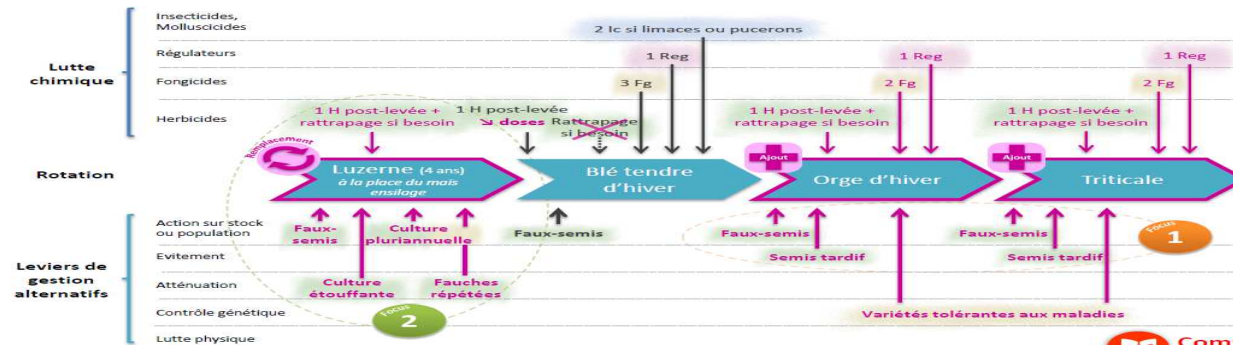 Insecticides,
Molluscicides
2 Ic si limaces ou pucerons
Régulateurs
1 Reg
1 Reg
1 Reg
Lutte
chimique
Fongicides
3 Fg
2 Fg
2 Fg
Herbicides
1 H post-levée +
rattrapage si besoin
1 H post-levée
↘ doses Rattrapage
si besoin
1 H post-levée +
rattrapage si besoin
1 H post-levée +
rattrapage si besoin
Remplacement
Ajout
Ajout
Rotation
Luzerne (4 ans)
à la place du maïs
ensilage
Blé tendre
d'hiver
Orge d'hiver
Triticale
Leviers de
gestion
alternatifs
Action sur stock
ou population
Faux-
semis
Culture
pluriannuelle
Faux-semis
Faux-semis
Faux-semis
Focus
1
Evitement
Semis tardif
Semis tardif
Atténuation
Culture
étouffante
Fauches
répétées
Contrôle génétique
Focus
2
Variétés tolérantes aux maladies
Lutte physique